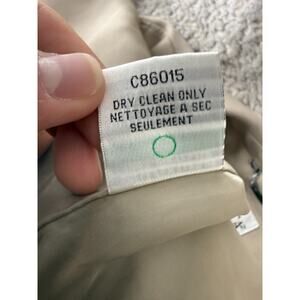 C86015
DRY CLEAN ONLY
NETTOYAGE A SEC
SEULEMENT